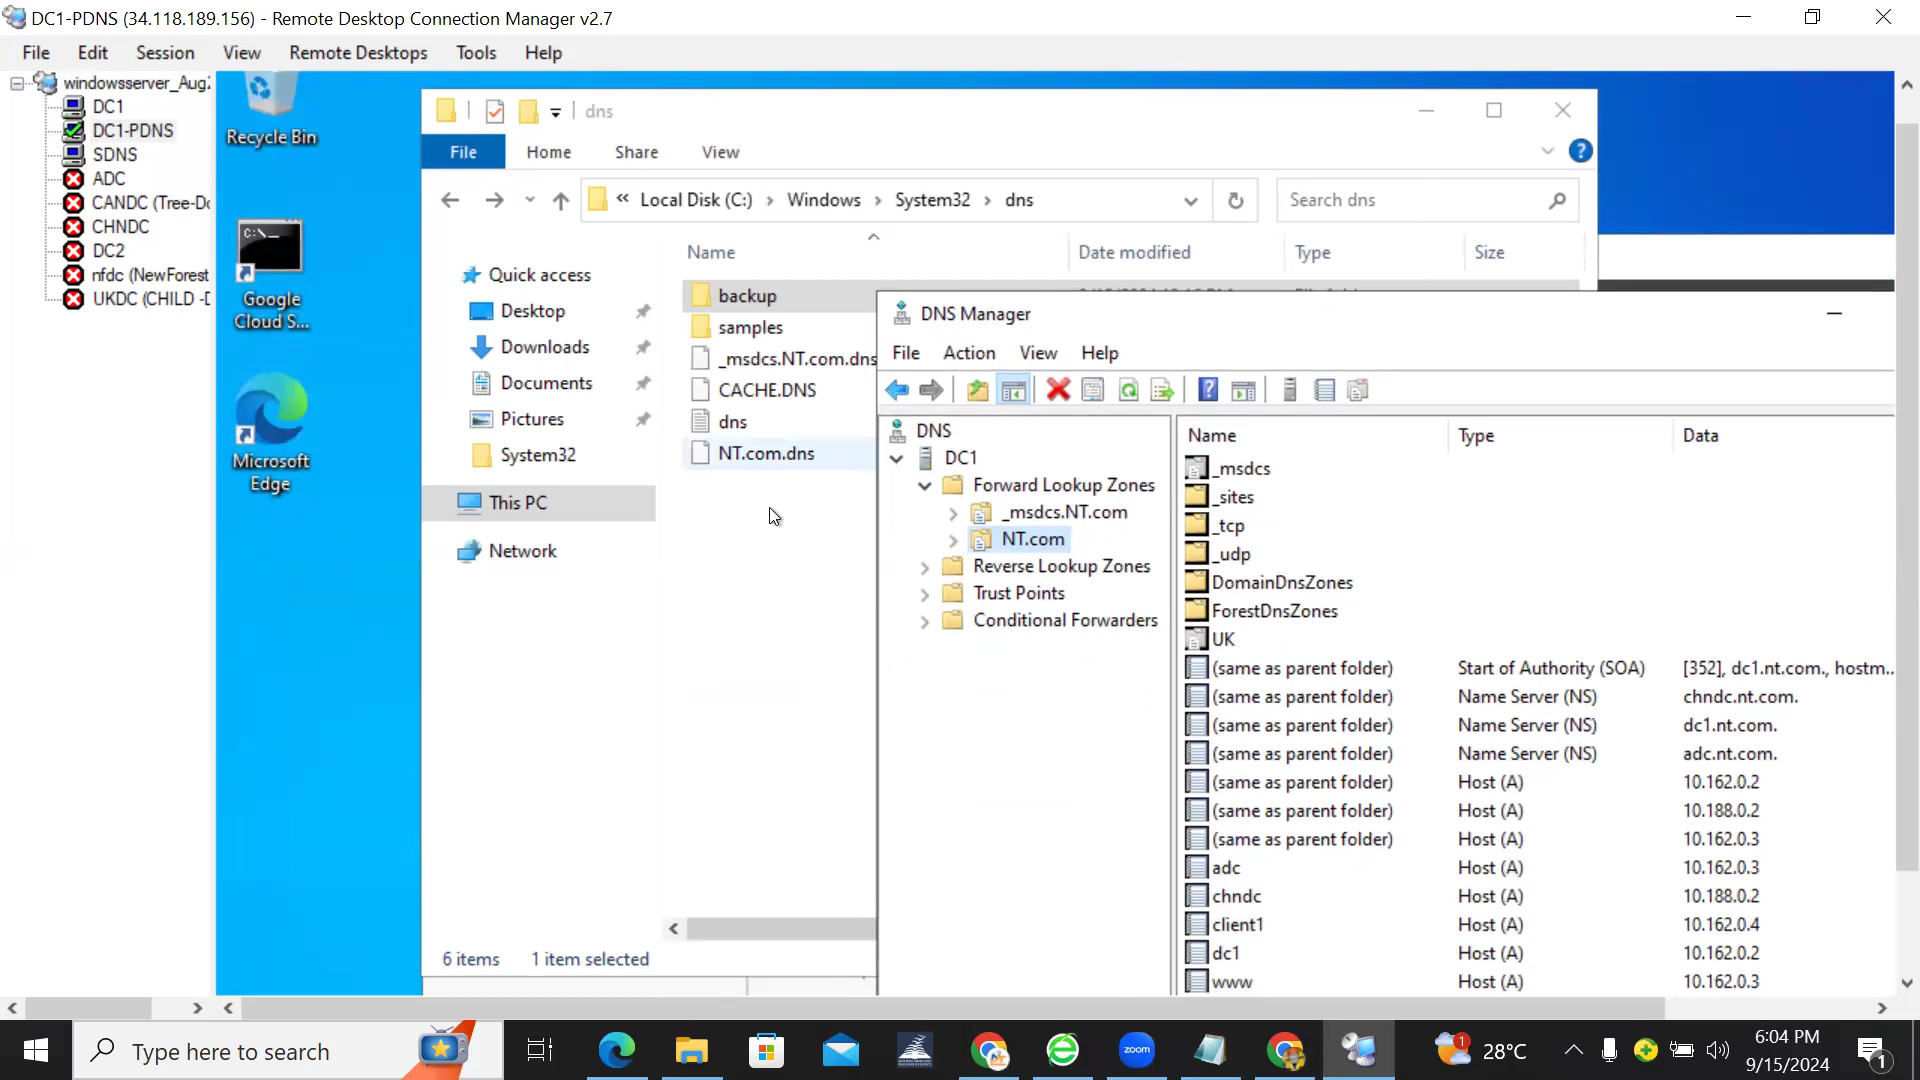 DC1-PDNS (34.118.189.156) - Remote Desktop Connection Manager v2.7
File Edit Session View Remote Desktops Tools Help
windowsserver_Aug
DC1
DC1-PDNS
SDNS
ADC
CANDC (Tree-Do
CHNDC
DC2
nfdc (NewForest
UKDC (CHILD -D
Recycle Bin
Google
Cloud S...
Microsoft
Edge
dns
File Home Share View
« Local Disk (C:) › Windows › System32 › dns
Search dns
Name Date modified Type Size
Quick access
Desktop
Downloads
Documents
Pictures
System32
This PC
Network
backup
samples
_msdcs.NT.com.dns
CACHE.DNS
dns
NT.com.dns
6 items 1 item selected
DNS Manager
File Action View Help
DNS
DC1
Forward Lookup Zones
_msdcs.NT.com
NT.com
Reverse Lookup Zones
Trust Points
Conditional Forwarders
Name Type Data
_msdcs
_sites
_tcp
_udp
DomainDnsZones
ForestDnsZones
UK
(same as parent folder) Start of Authority (SOA) [352], dc1.nt.com., hostm..
(same as parent folder) Name Server (NS) chndc.nt.com.
(same as parent folder) Name Server (NS) dc1.nt.com.
(same as parent folder) Name Server (NS) adc.nt.com.
(same as parent folder) Host (A) 10.162.0.2
(same as parent folder) Host (A) 10.188.0.2
(same as parent folder) Host (A) 10.162.0.3
adc Host (A) 10.162.0.3
chndc Host (A) 10.188.0.2
client1 Host (A) 10.162.0.4
dc1 Host (A) 10.162.0.2
www Host (A) 10.162.0.3
Type here to search
zoom
1
28°C
6:04 PM
9/15/2024
1